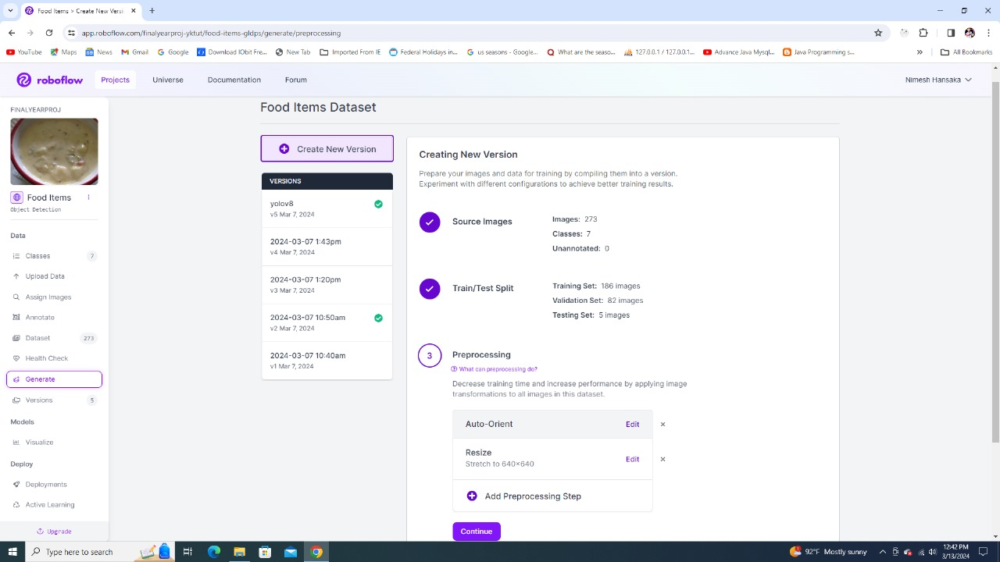 Food Items New Versi
app.roboflow.com/finalyearproj-yktut/food-items-gldps/generate/preprocessing
YouTube
Maps
News
Gmail
Google
Download IObit Fre...
New Tab
Imported From IE
Federal Holidays in...
us seasons - Google...
What are the seaso...
127.0.0.1 / 127.0.0.1...
Advance Java Mysql...
Java Programming s...
»
All Bookmarks
roboflow
Projects
Universe
Documentation
Forum
Nimesh Hansaka
FINALYEARPROJ
Food Items
Object Detection
Data
Classes 7
Upload Data
Assign Images
Annotate
Dataset 273
Health Check
Generate
Versions 5
Models
Visualize
Deploy
Deployments
Active Learning
Upgrade
Food Items Dataset
Create New Version
VERSIONS
yolov8
v5 Mar 7, 2024
2024-03-07 1:43pm
v4 Mar 7, 2024
2024-03-07 1:20pm
v3 Mar 7, 2024
2024-03-07 10:50am
v2 Mar 7, 2024
2024-03-07 10:40am
v1 Mar 7, 2024
Creating New Version
Prepare your images and data for training by compiling them into a version.
Experiment with different configurations to achieve better training results.
Source Images
Images: 273
Classes: 7
Unannotated: 0
Train/Test Split
Training Set: 186 images
Validation Set: 82 images
Testing Set: 5 images
3
Preprocessing
What can preprocessing do?
Decrease training time and increase performance by applying image
transformations to all images in this dataset.
Auto-Orient Edit ×
Resize
Stretch to 640×640
Edit ×
Add Preprocessing Step
Continue
Type here to search
92°F Mostly sunny
12:42 PM
3/13/2024